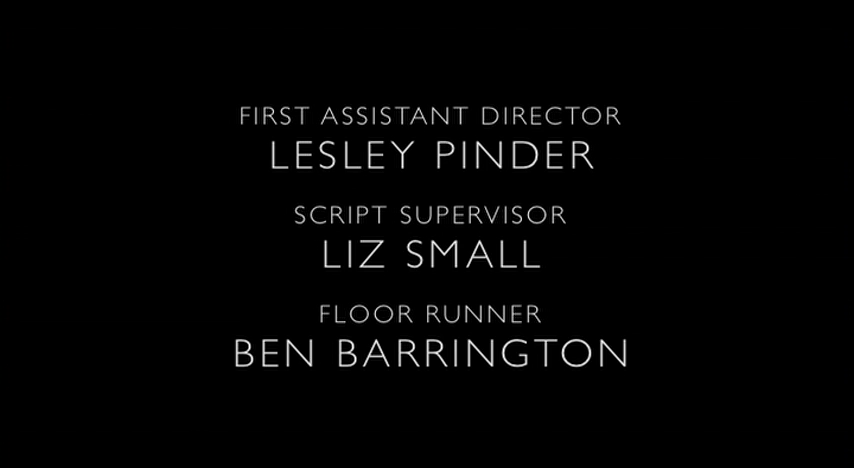 FIRST ASSISTANT DIRECTOR
LESLEY PINDER
SCRIPT SUPERVISOR
LIZ SMALL
FLOOR RUNNER
BEN BARRINGTON